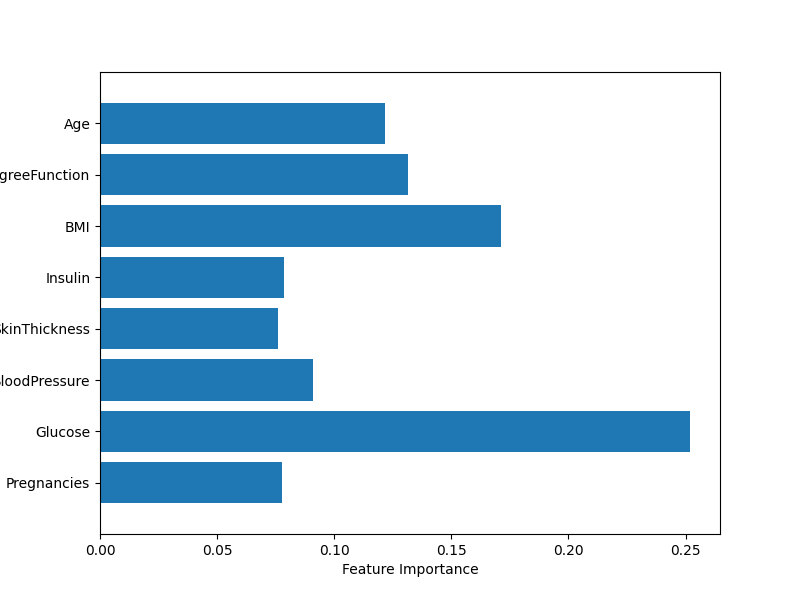 Age
greeFunction
BMI
Insulin
kinThickness
loodPressure
Glucose
Pregnancies
0.00 0.05 0.10 0.15 0.20 0.25
Feature Importance